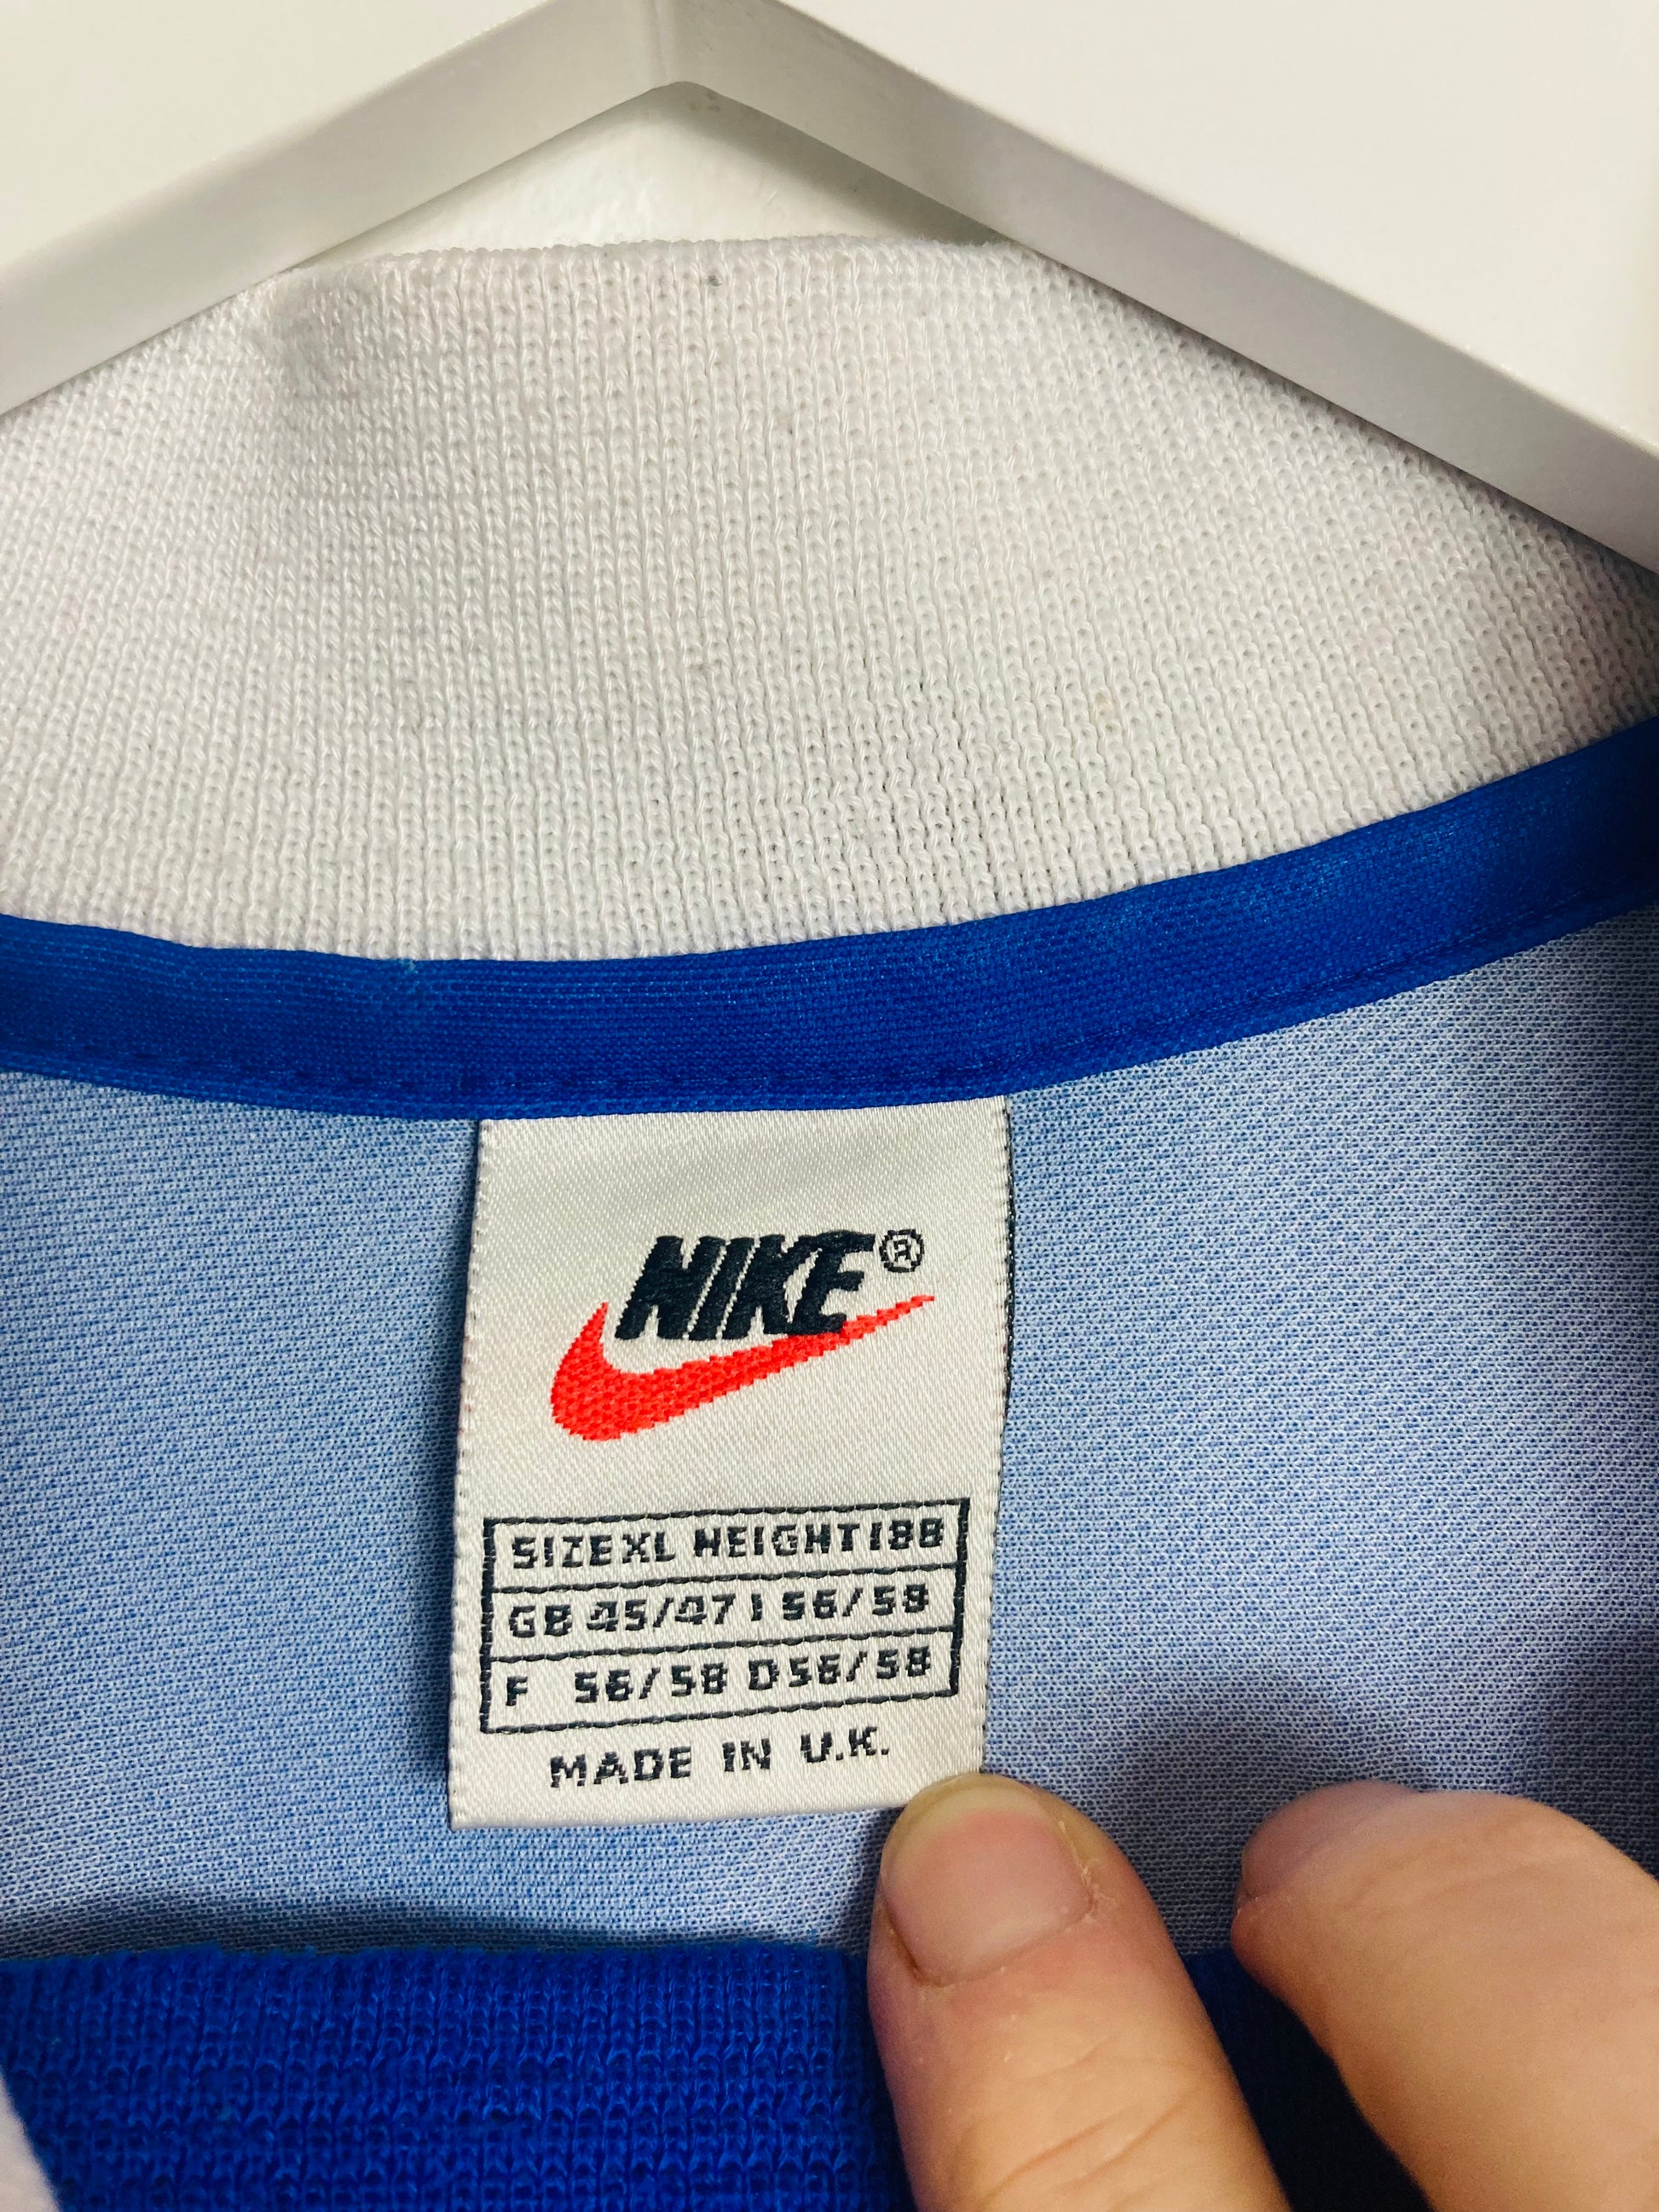 NIKE®
SIZE XL HEIGHT 188
GB 45/47 I 56/58
F 56/58 D 56/58
MADE IN U.K.